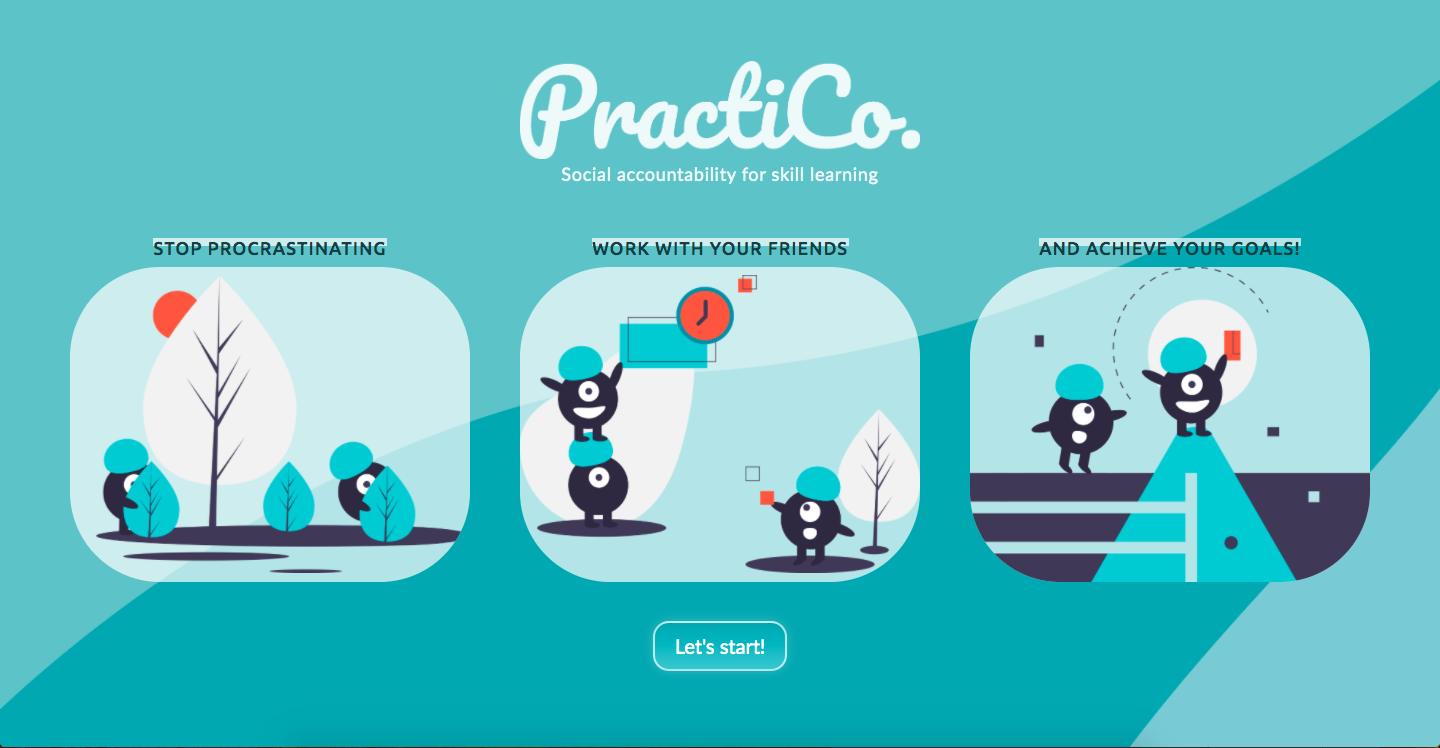 PractiCo.
Social accountability for skill learning
STOP PROCRASTINATING
WORK WITH YOUR FRIENDS
AND ACHIEVE YOUR GOALS!
Let's start!